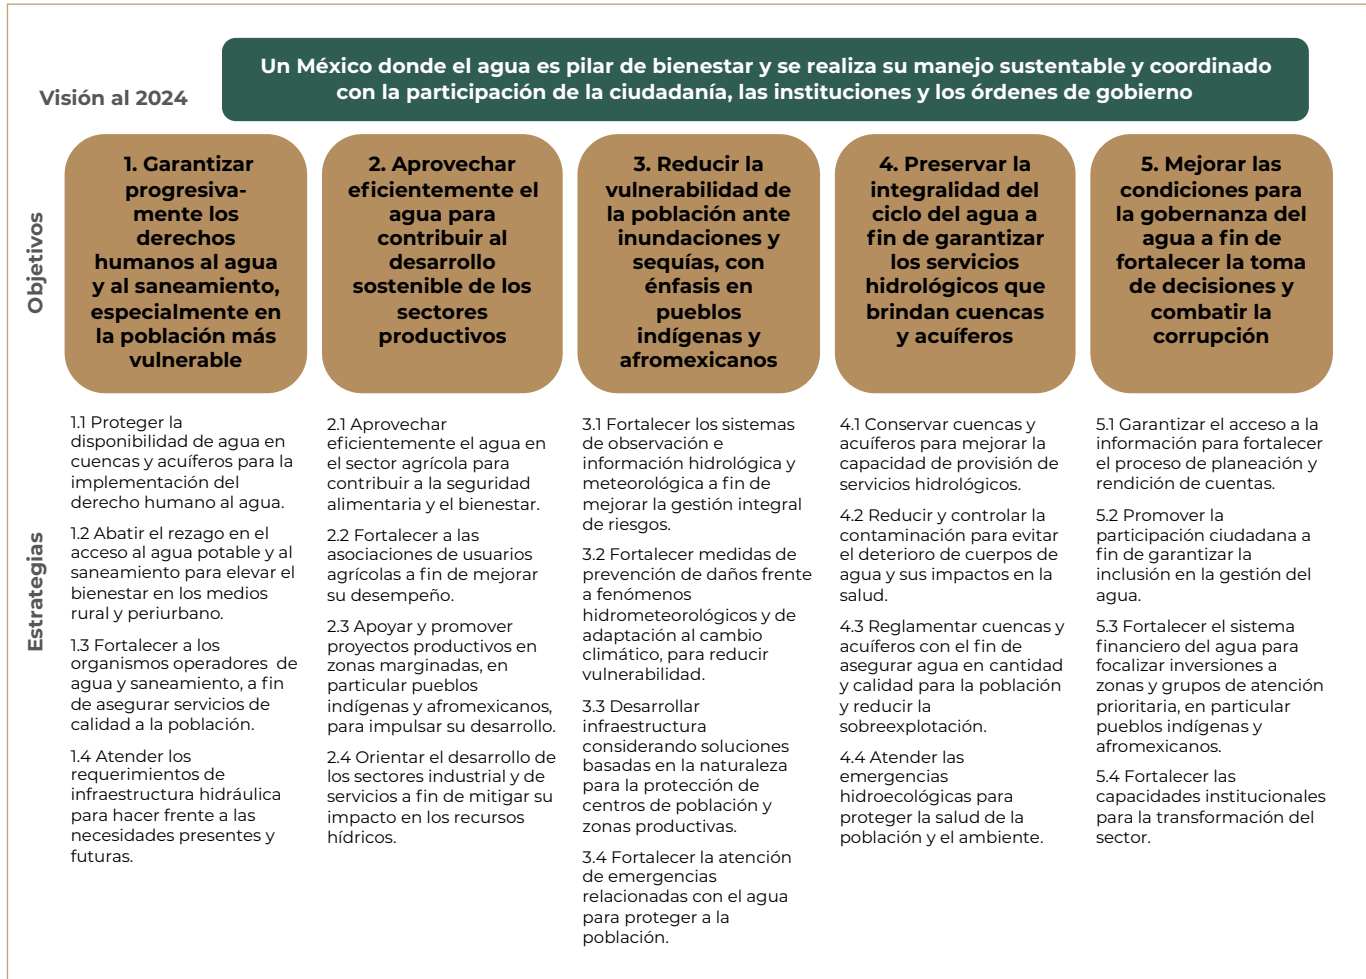 Visión al 2024
Un México donde el agua es pilar de bienestar y se realiza su manejo sustentable y coordinado
con la participación de la ciudadanía, las instituciones y los órdenes de gobierno
Objetivos
1. Garantizar
progresiva-
mente los
derechos
humanos al agua
y al saneamiento,
especialmente en
la población más
vulnerable
2. Aprovechar
eficientemente el
agua para
contribuir al
desarrollo
sostenible de los
sectores
productivos
3. Reducir la
vulnerabilidad de
la población ante
inundaciones y
sequías, con
énfasis en
pueblos
indígenas y
afromexicanos
4. Preservar la
integralidad del
ciclo del agua a
fin de garantizar
los servicios
hidrológicos que
brindan cuencas
y acuíferos
5. Mejorar las
condiciones para
la gobernanza del
agua a fin de
fortalecer la toma
de decisiones y
combatir la
corrupción
Estrategias
1.1 Proteger la
disponibilidad de agua en
cuencas y acuíferos para la
implementación del
derecho humano al agua.
1.2 Abatir el rezago en el
acceso al agua potable y al
saneamiento para elevar el
bienestar en los medios
rural y periurbano.
1.3 Fortalecer a los
organismos operadores de
agua y saneamiento, a fin
de asegurar servicios de
calidad a la población.
1.4 Atender los
requerimientos de
infraestructura hidráulica
para hacer frente a las
necesidades presentes y
futuras.
2.1 Aprovechar
eficientemente el agua en
el sector agrícola para
contribuir a la seguridad
alimentaria y el bienestar.
2.2 Fortalecer a las
asociaciones de usuarios
agrícolas a fin de mejorar
su desempeño.
2.3 Apoyar y promover
proyectos productivos en
zonas marginadas, en
particular pueblos
indígenas y afromexicanos,
para impulsar su desarrollo.
2.4 Orientar el desarrollo de
los sectores industrial y de
servicios a fin de mitigar su
impacto en los recursos
hídricos.
3.1 Fortalecer los sistemas
de observación e
información hidrológica y
meteorológica a fin de
mejorar la gestión integral
de riesgos.
3.2 Fortalecer medidas de
prevención de daños frente
a fenómenos
hidrometeorológicos y de
adaptación al cambio
climático, para reducir
vulnerabilidad.
3.3 Desarrollar
infraestructura
considerando soluciones
basadas en la naturaleza
para la protección de
centros de población y
zonas productivas.
3.4 Fortalecer la atención
de emergencias
relacionadas con el agua
para proteger a la
población.
4.1 Conservar cuencas y
acuíferos para mejorar la
capacidad de provisión de
servicios hidrológicos.
4.2 Reducir y controlar la
contaminación para evitar
el deterioro de cuerpos de
agua y sus impactos en la
salud.
4.3 Reglamentar cuencas y
acuíferos con el fin de
asegurar agua en cantidad
y calidad para la población
y reducir la
sobreexplotación.
4.4 Atender las
emergencias
hidroecológicas para
proteger la salud de la
población y el ambiente.
5.1 Garantizar el acceso a la
información para fortalecer
el proceso de planeación y
rendición de cuentas.
5.2 Promover la
participación ciudadana a
fin de garantizar la
inclusión en la gestión del
agua.
5.3 Fortalecer el sistema
financiero del agua para
focalizar inversiones a
zonas y grupos de atención
prioritaria, en particular
pueblos indígenas y
afromexicanos.
5.4 Fortalecer las
capacidades institucionales
para la transformación del
sector.